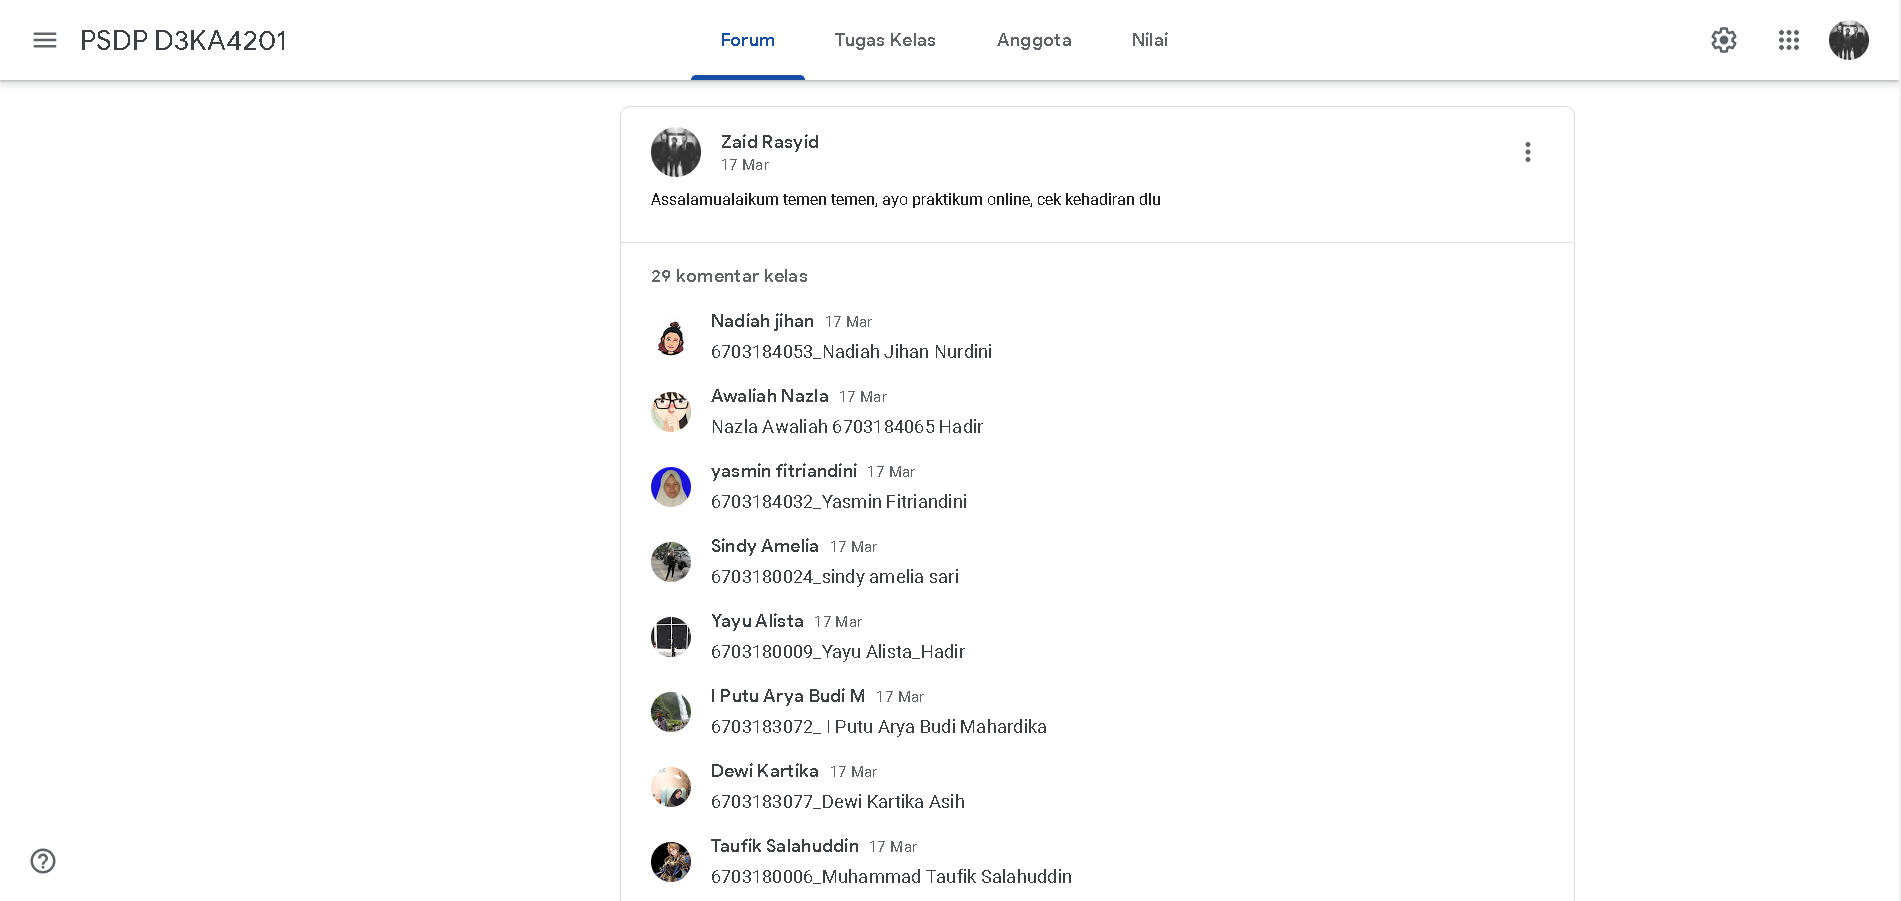 PSDP D3KA4201
Forum
Tugas Kelas
Anggota
Nilai
Zaid Rasyid
17 Mar
Assalamualaikum temen temen, ayo praktikum online, cek kehadiran dlu
29 komentar kelas
Nadiah jihan 17 Mar
6703184053_Nadiah Jihan Nurdini
Awaliah Nazla 17 Mar
Nazla Awaliah 6703184065 Hadir
yasmin fitriandini 17 Mar
6703184032_Yasmin Fitriandini
Sindy Amelia 17 Mar
6703180024_sindy amelia sari
Yayu Alista 17 Mar
6703180009_Yayu Alista_Hadir
I Putu Arya Budi M 17 Mar
6703183072_ I Putu Arya Budi Mahardika
Dewi Kartika 17 Mar
6703183077_Dewi Kartika Asih
Taufik Salahuddin 17 Mar
6703180006_Muhammad Taufik Salahuddin